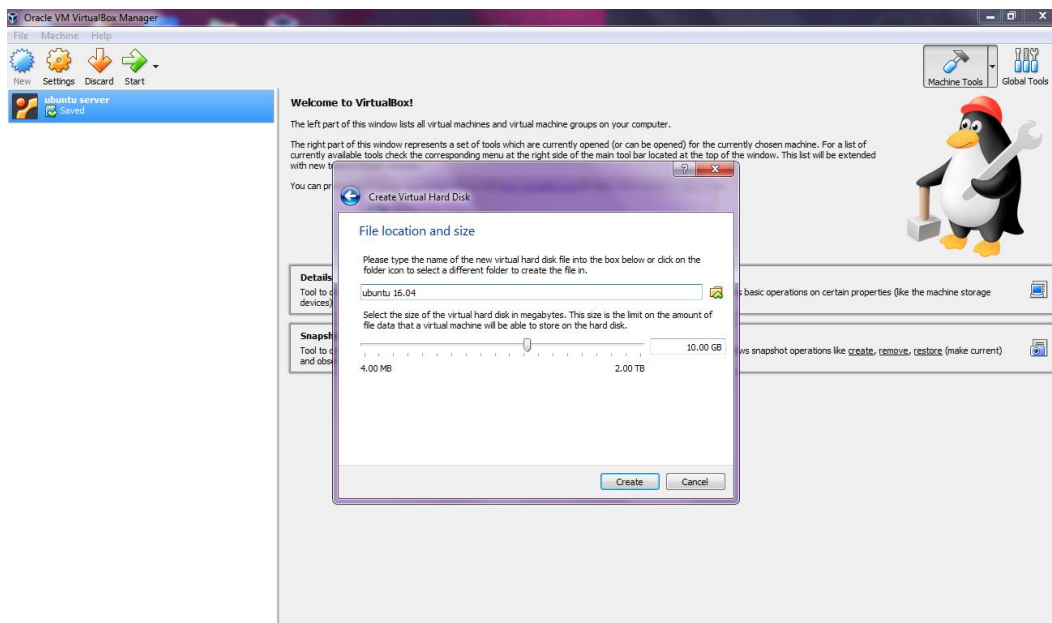 Oracle VM VirtualBox Manager
File Machine Help
New Settings Discard Start
Machine Tools Global Tools
ubuntu server
Saved
Welcome to VirtualBox!
The left part of this window lists all virtual machines and virtual machine groups on your computer.
The right part of this window represents a set of tools which are currently opened (or can be opened) for the currently chosen machine. For a list of
currently available tools check the corresponding menu at the right side of the main tool bar located at the top of the window. This list will be extended
with new
You can
Create Virtual Hard Disk
File location and size
Please type the name of the new virtual hard disk file into the box below or click on the
folder icon to select a different folder to create the file in.
ubuntu 16.04
Select the size of the virtual hard disk in megabytes. This size is the limit on the amount of
file data that a virtual machine will be able to store on the hard disk.
10.00 GB
4.00 MB 2.00 TB
Create Cancel
Details
Tool to
devices)
basic operations on certain properties (like the machine storage
Tool to
and
snapshot operations like create, remove, restore (make current)